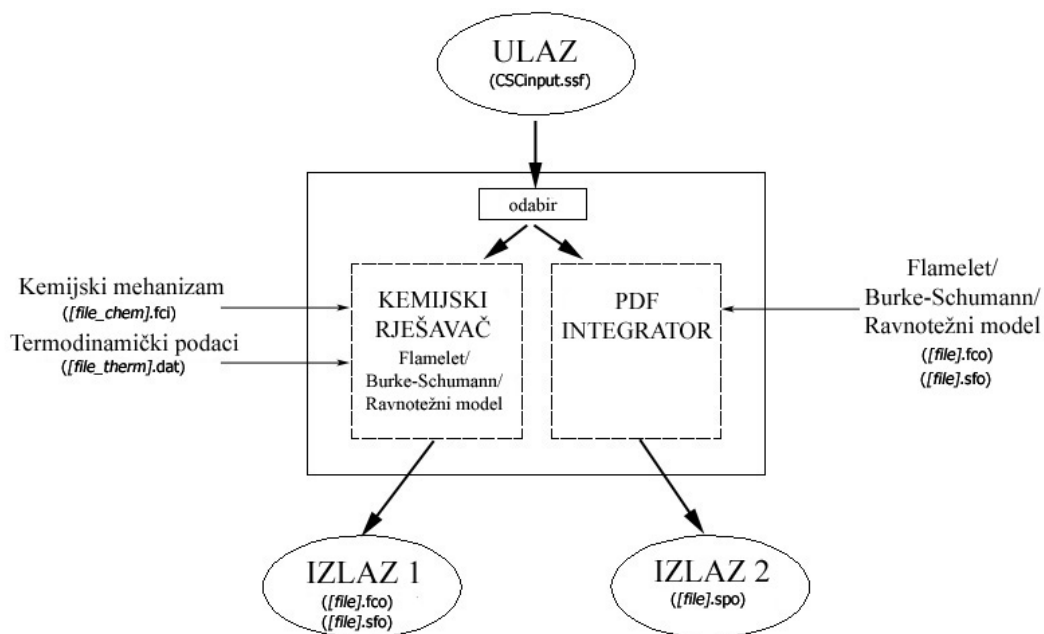 ULAZ
(CSCinput.ssf)
odabir
Kemijski mehanizam
([file_chem].fci)
Termodinamički podaci
([file_therm].dat)
KEMIJSKI
RJEŠAVAČ
Flamelet/
Burke-Schumann/
Ravnotežni model
PDF
INTEGRATOR
Flamelet/
Burke-Schumann/
Ravnotežni model
([file].fco)
([file].sfo)
IZLAZ 1
([file].fco)
([file].sfo)
IZLAZ 2
([file].spo)